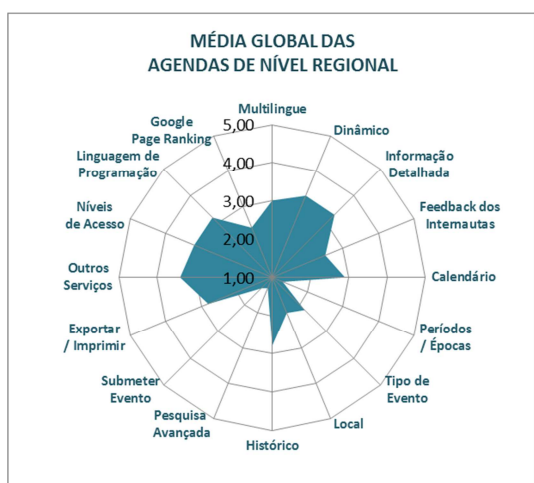 MÉDIA GLOBAL DAS
AGENDAS DE NÍVEL REGIONAL
Multilingue
Dinâmico
Informação
Detalhada
Feedback dos
Internautas
Calendário
Períodos
/ Épocas
Tipo de
Evento
Local
Histórico
Pesquisa
Avançada
Submeter
Evento
Exportar
/ Imprimir
Outros
Serviços
Níveis
de Acesso
Linguagem de
Programação
Google
Page Ranking
5,00
4,00
3,00
2,00
1,00